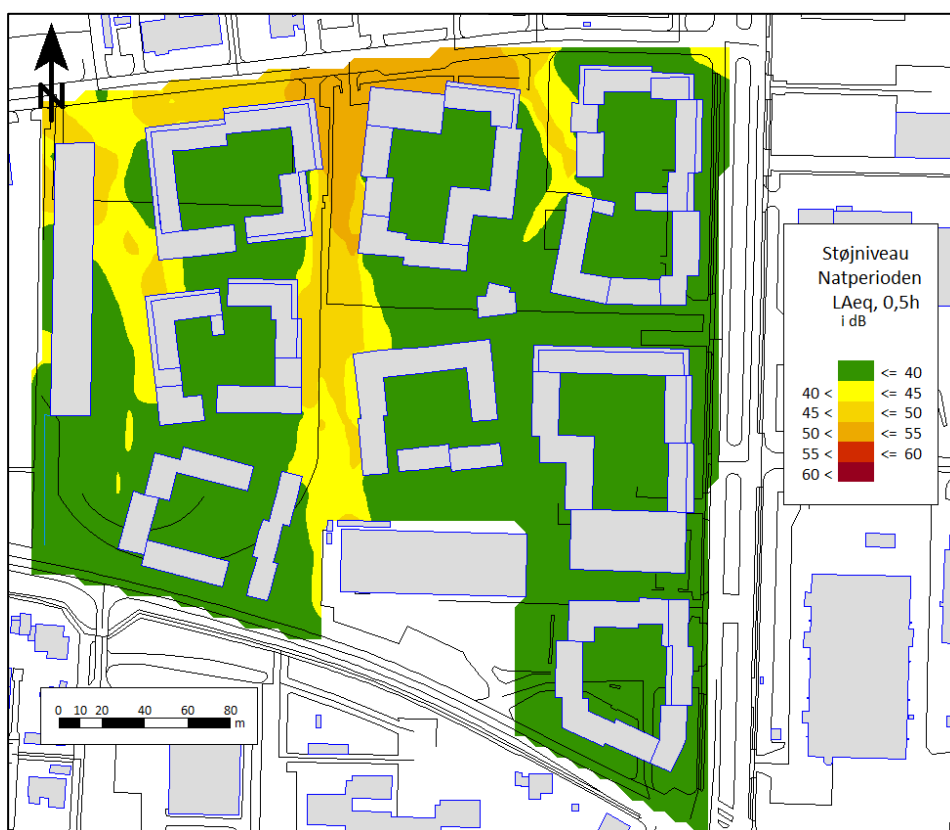 N
Støjniveau
Natperioden
LAeq, 0,5h
i dB
<= 40
40 < <= 45
45 < <= 50
50 < <= 55
55 < <= 60
60 <
0 10 20 40 60 80
m